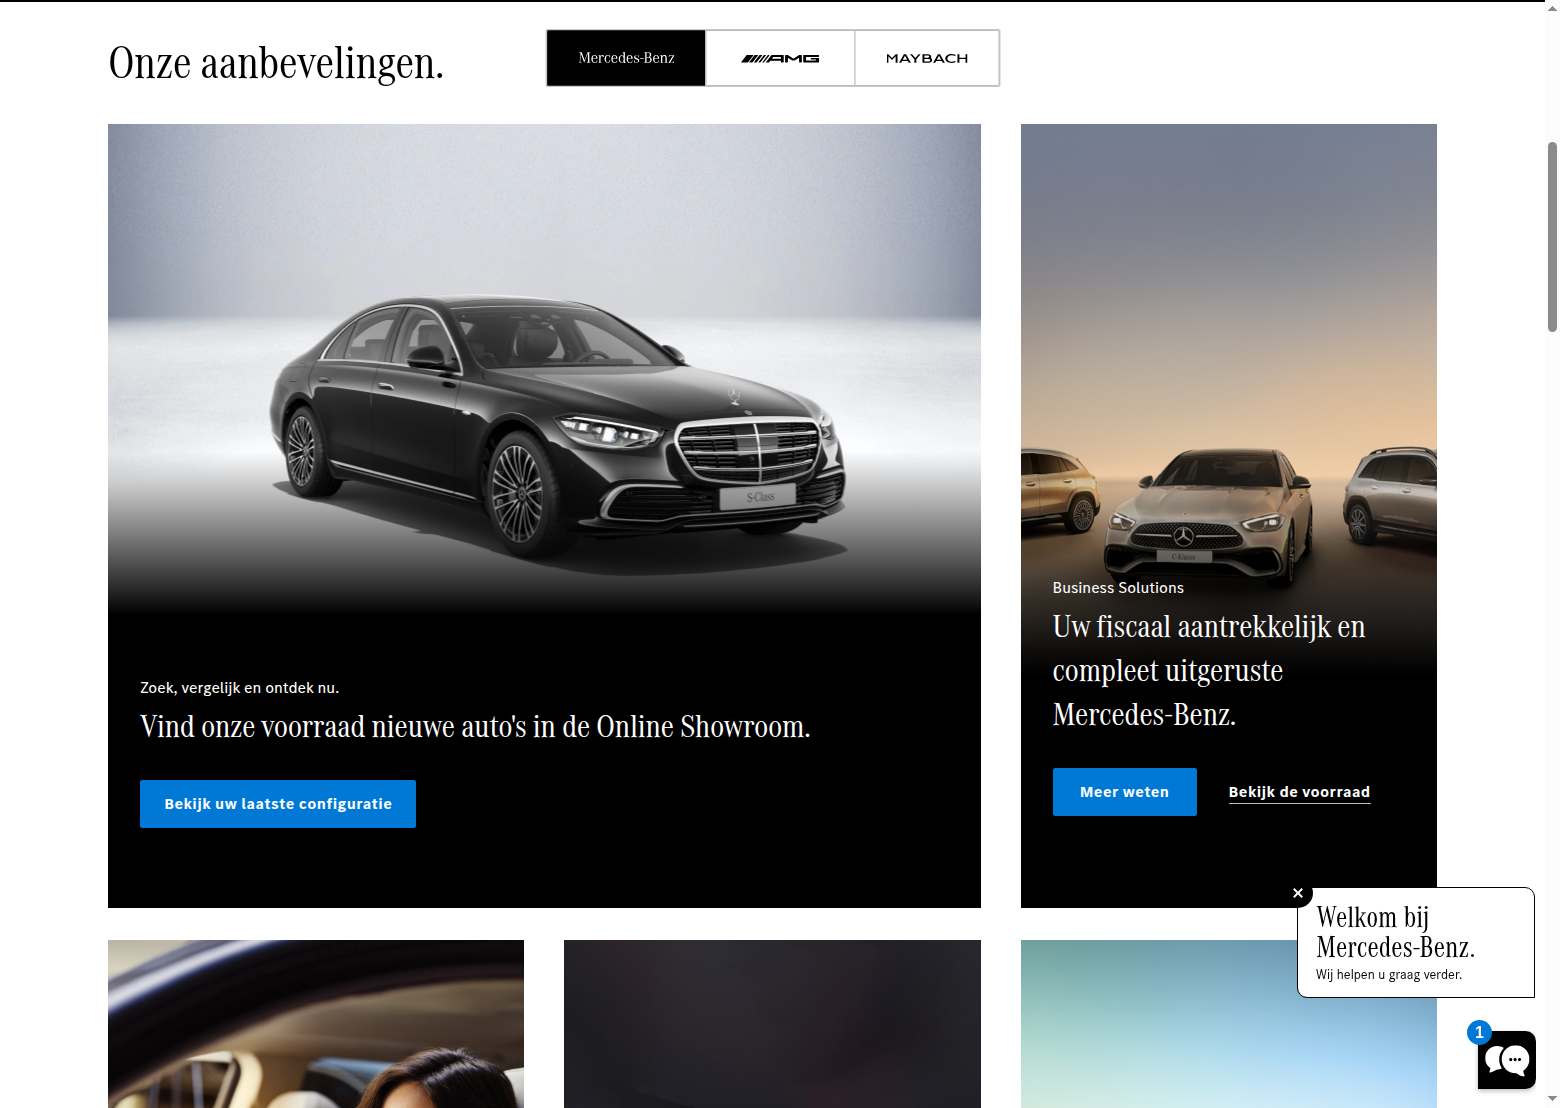 Onze aanbevelingen.
Mercedes-Benz
AMG
MAYBACH
S-Class
Zoek, vergelijk en ontdek nu.
Vind onze voorraad nieuwe auto's in de Online Showroom.
Bekijk uw laatste configuratie
C-Klasse
Business Solutions
Uw fiscaal aantrekkelijk en
compleet uitgeruste
Mercedes-Benz.
Meer weten
Bekijk de voorraad
Welkom bij
Mercedes-Benz.
Wij helpen u graag verder.
1